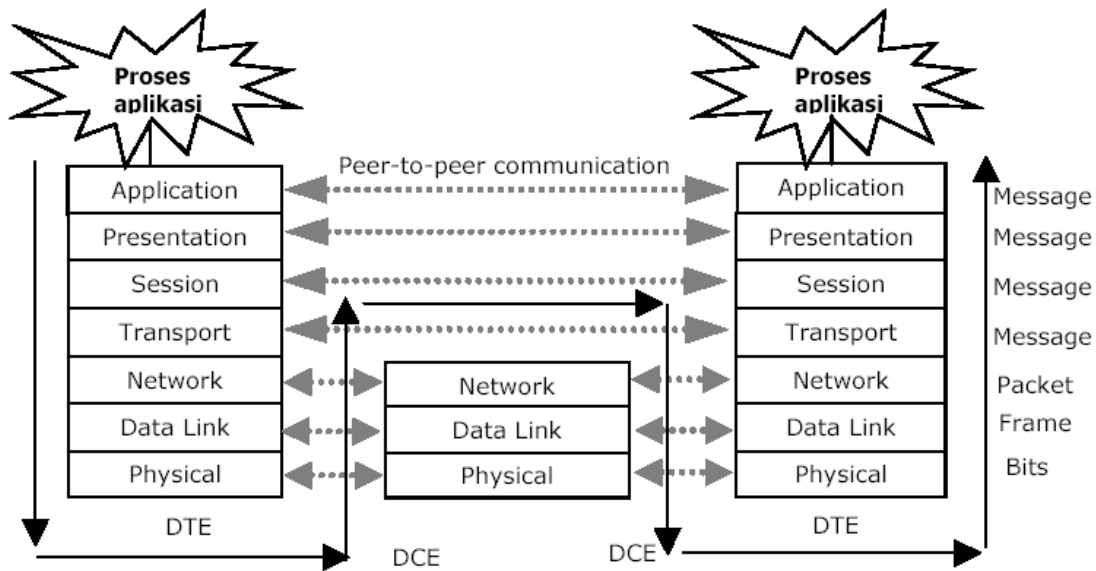 Proses
aplikasi
Proses
aplikasi
Peer-to-peer communication
Application
Presentation
Session
Transport
Network
Data Link
Physical
DTE
Network
Data Link
Physical
DCE
DCE
Application
Presentation
Session
Transport
Network
Data Link
Physical
DTE
Message
Message
Message
Message
Packet
Frame
Bits